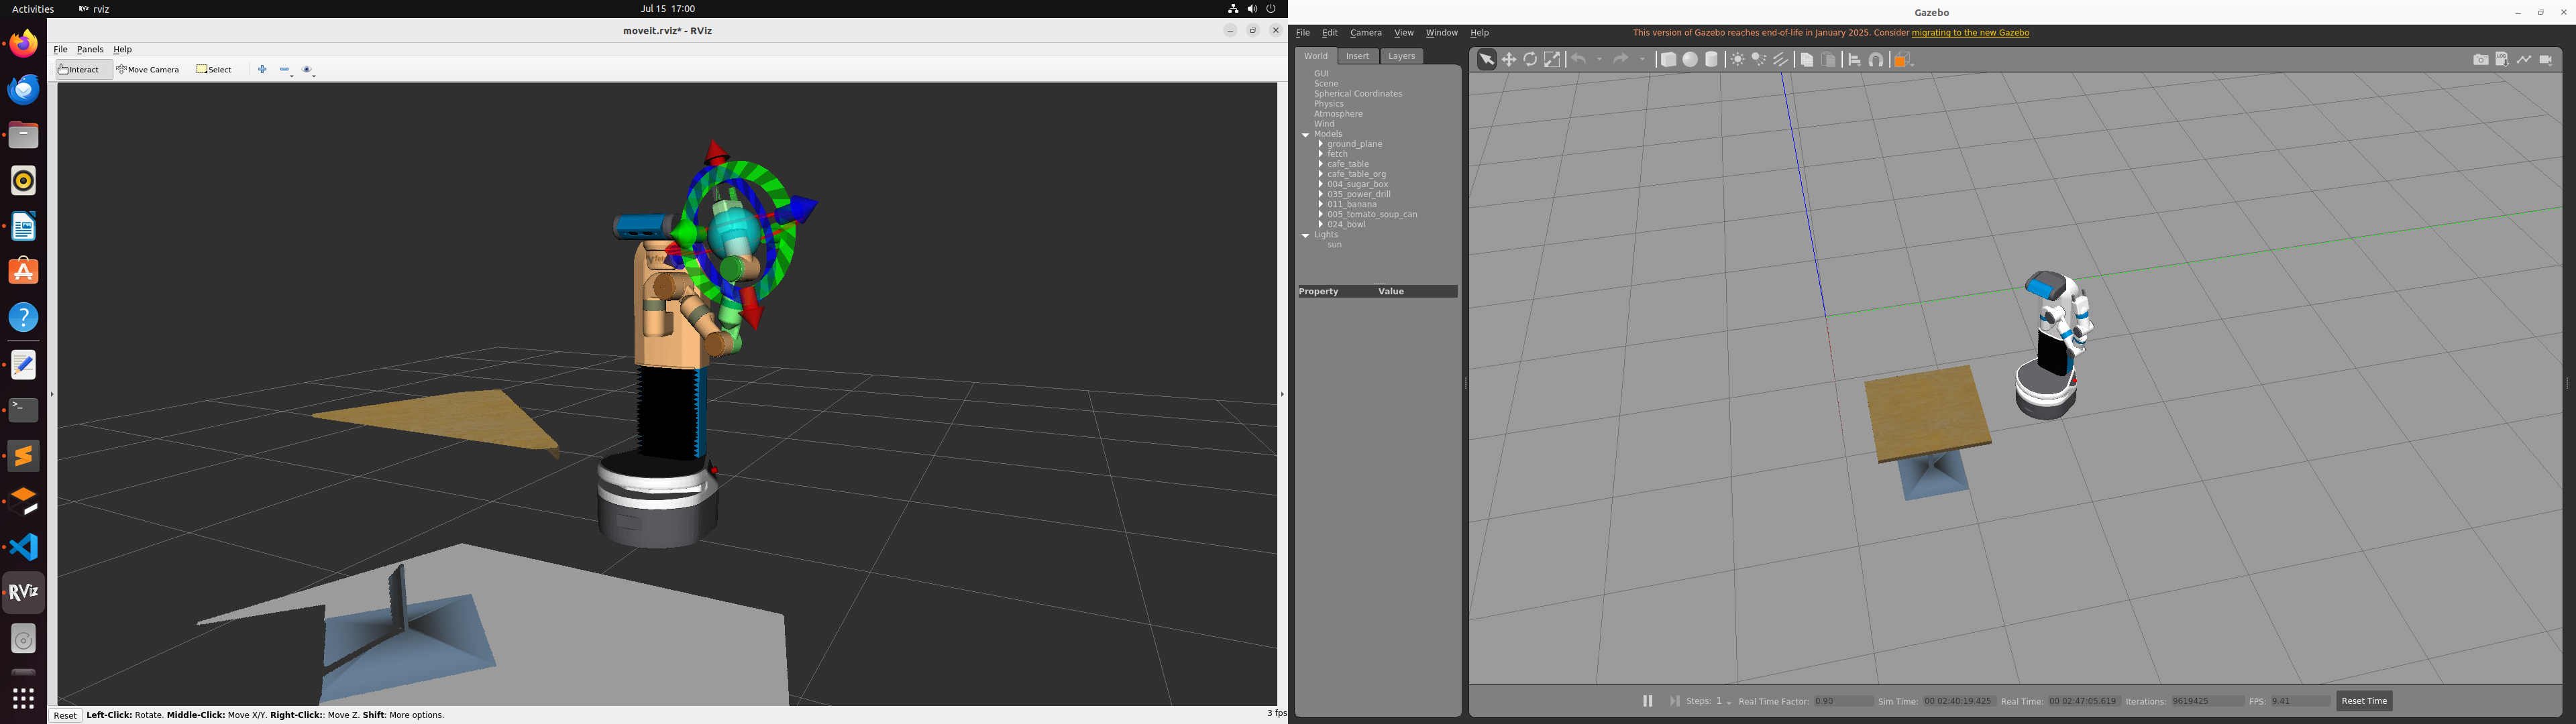 Activities rviz Jul 15 17:00
moveit.rviz* - RViz
File Panels Help
Interact Move Camera Select
RViz
Reset Left-Click: Rotate. Middle-Click: Move X/Y. Right-Click:: Move Z. Shift: More options. 3 fps
Gazebo
File Edit Camera View Window Help This version of Gazebo reaches end-of-life in January 2025. Consider migrating to the new Gazebo
World Insert Layers
GUI
Scene
Spherical Coordinates
Physics
Atmosphere
Wind
Models
ground_plane
fetch
cafe_table
cafe_table_org
004_sugar_box
035_power_drill
011_banana
005_tomato_soup_can
024_bowl
Lights
sun
Property Value
Steps: 1 Real Time Factor: 0.90 Sim Time: 00 02:40:19.425 Real Time: 00 02:47:05.619 Iterations: 9619425 FPS: 9.41 Reset Time